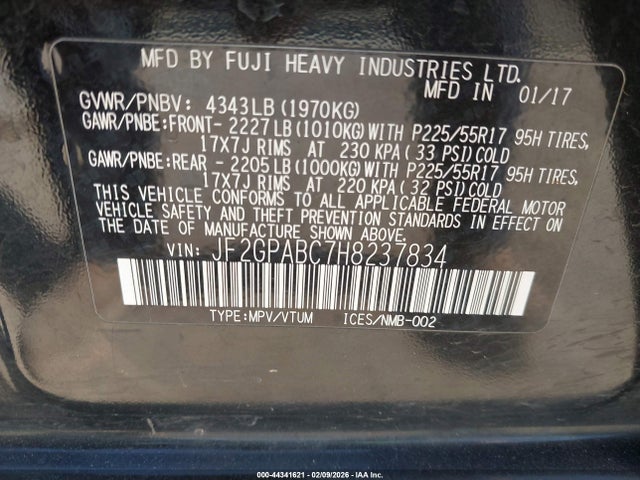 MFD BY FUJI HEAVY INDUSTRIES LTD.
MFD IN 01/17
GVWR/PNBV: 4343LB (1970KG)
GAWR/PNBE:FRONT- 2227LB(1010KG)WITH P225/55R17 95H TIRES,
17X7J RIMS AT 230 KPA(33 PSI)COLD
GAWR/PNBE:REAR - 2205LB(1000KG)WITH P225/55R17 95H TIRES,
17X7J RIMS AT 220 KPA(32 PSI)COLD
THIS VEHICLE CONFORMS TO ALL APPLICABLE FEDERAL MOTOR
VEHICLE SAFETY AND THEFT PREVENTION STANDARDS IN EFFECT ON
THE DATE OF MANUFACTURE SHOWN ABOVE.
VIN: JF2GPABC7H8237834
TYPE:MPV/VTUM ICES/NMB-002
000-44341621 - 02/09/2026 - IAA Inc.